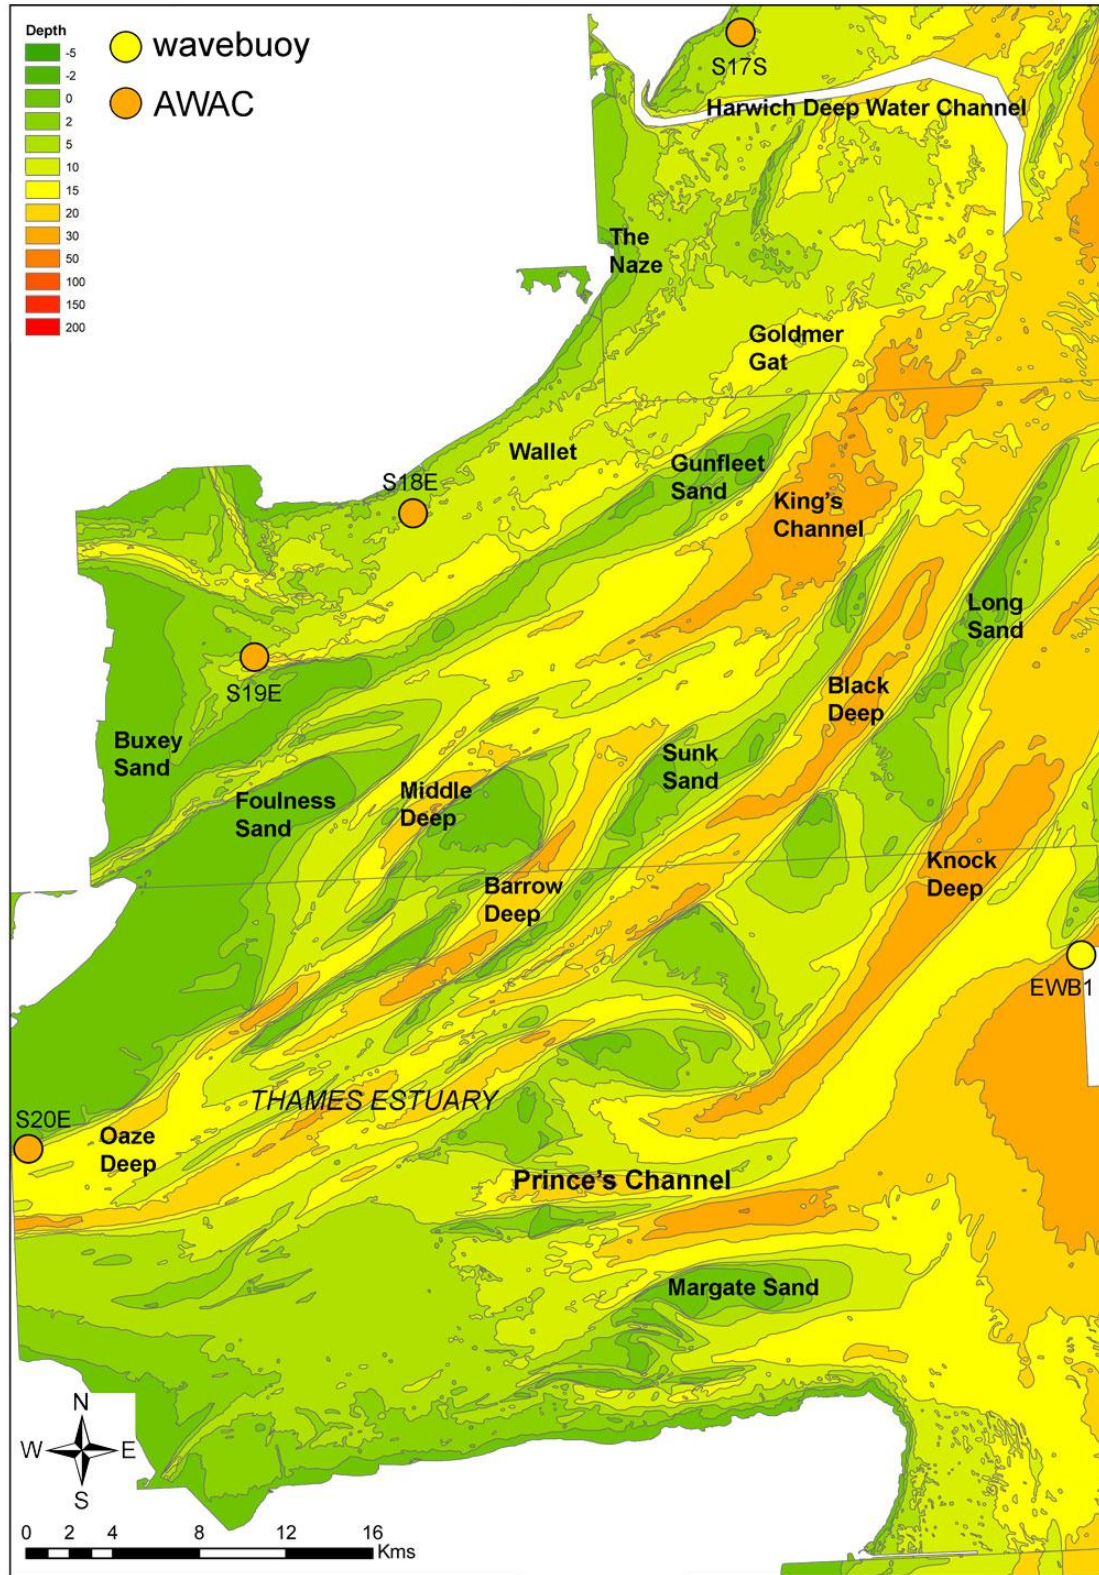 Depth
-5
-2
0
2
5
10
15
20
30
50
100
150
200
wavebuoy
AWAC
S17S
Harwich Deep Water Channel
The
Naze
Goldmer
Gat
Wallet
Gunfleet
Sand
S18E
King's
Channel
Long
Sand
S19E
Black
Deep
Buxey
Sand
Sunk
Sand
Foulness
Sand
Middle
Deep
Knock
Deep
Barrow
Deep
EWB1
THAMES ESTUARY
S20E
Oaze
Deep
Prince's Channel
Margate Sand
N
W E
S
0 2 4 8 12 16
Kms